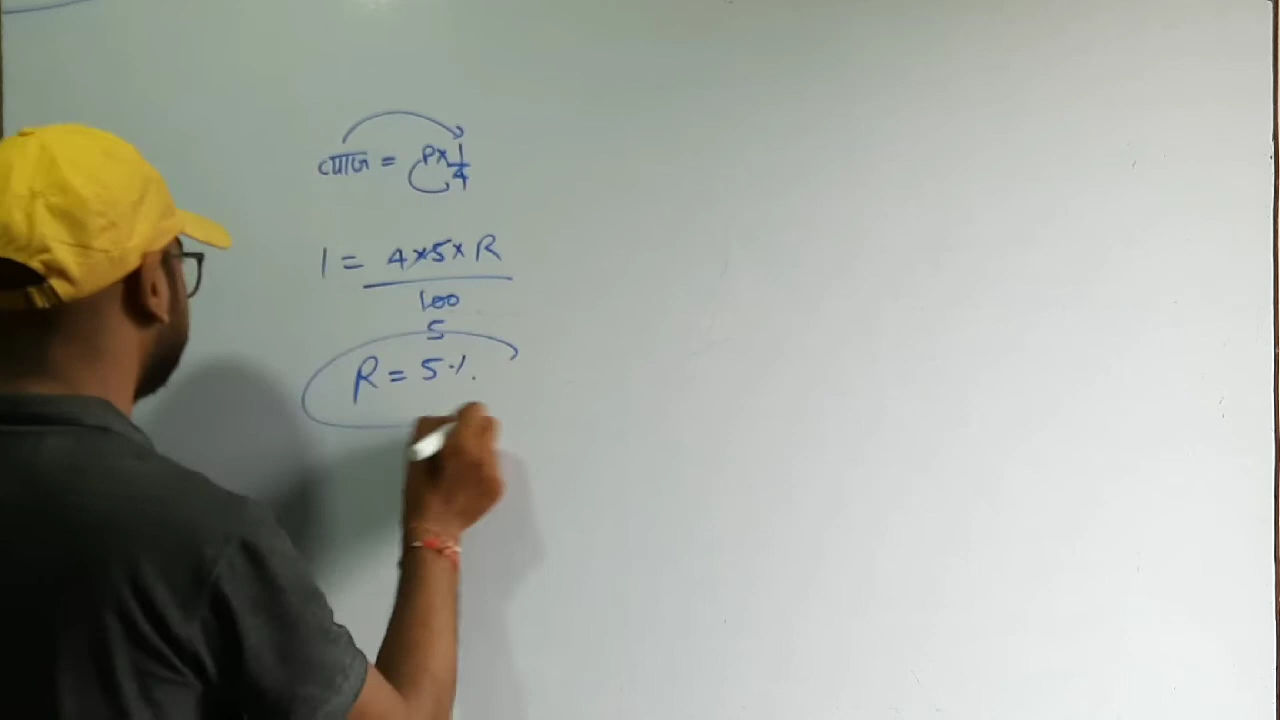 ब्याज = P× 1/4
1 = 4×5×R
100
5
R = 5%.